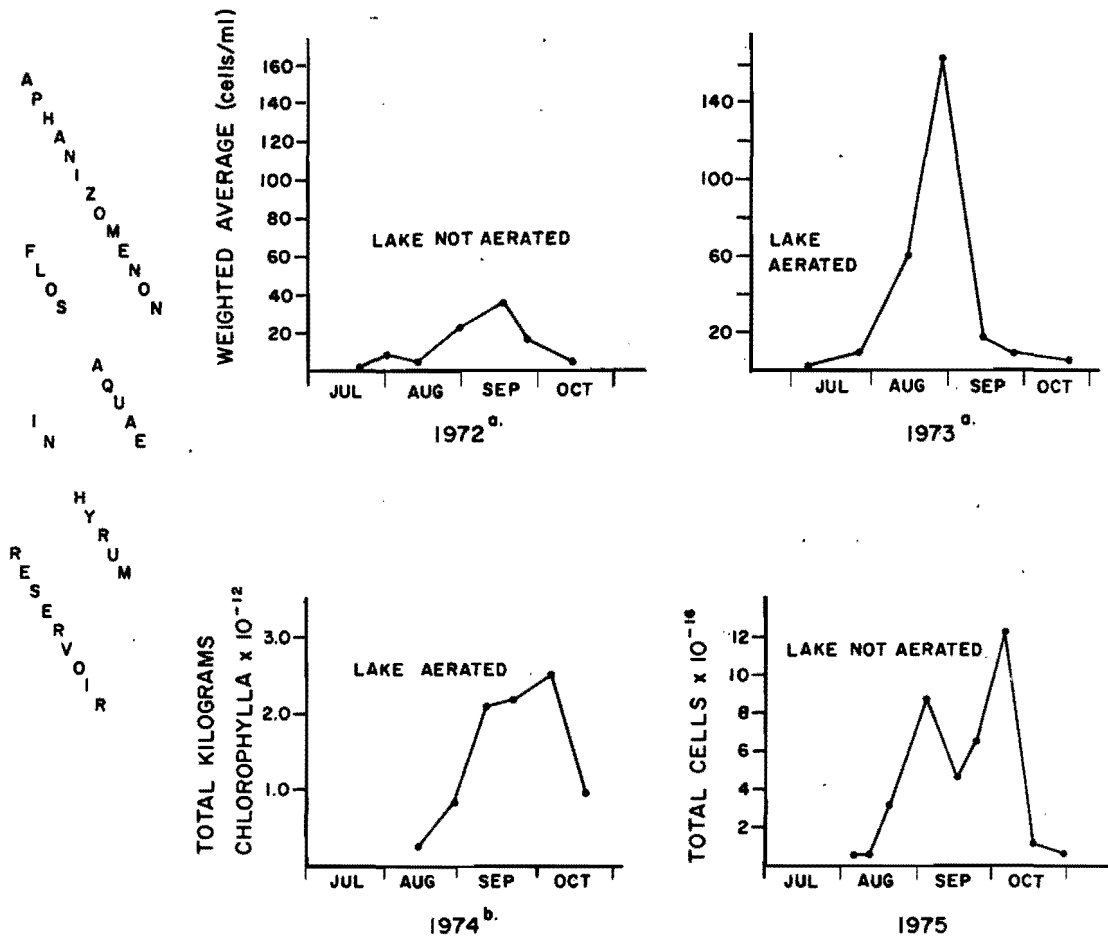 APHANIZOMENON
FLOS
AQUAE
IN
HYRUM
RESERVOIR
WEIGHTED AVERAGE (cells/ml)
160
140
120
100
80
60
40
20
LAKE NOT AERATED
JUL AUG SEP OCT
1972 a.
140
100
60
20
LAKE
AERATED
JUL AUG SEP OCT
1973 a.
TOTAL KILOGRAMS
CHLOROPHYLLA x 10-12
3.0
2.0
1.0
LAKE AERATED
JUL AUG SEP OCT
1974 b.
TOTAL CELLS x 10-16
12
10
8
6
4
2
LAKE NOT AERATED
JUL AUG SEP OCT
1975